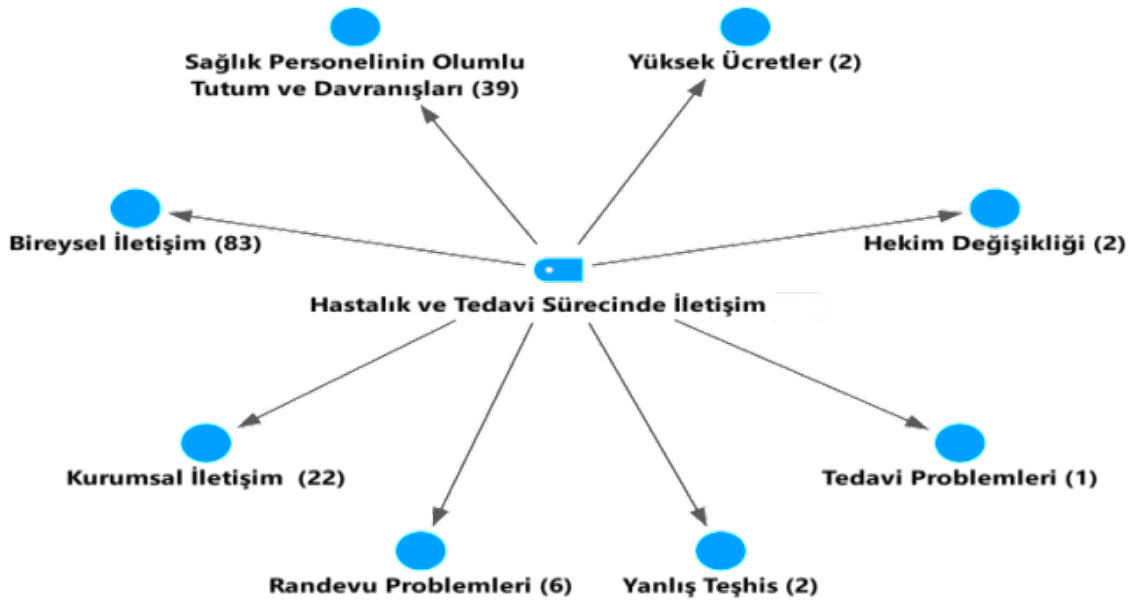 Sağlık Personelinin Olumlu
Tutum ve Davranışları (39)
Yüksek Ücretler (2)
Bireysel İletişim (83)
Hekim Değişikliği (2)
Hastalık ve Tedavi Sürecinde İletişim
Kurumsal İletişim (22)
Tedavi Problemleri (1)
Randevu Problemleri (6)
Yanlış Teşhis (2)